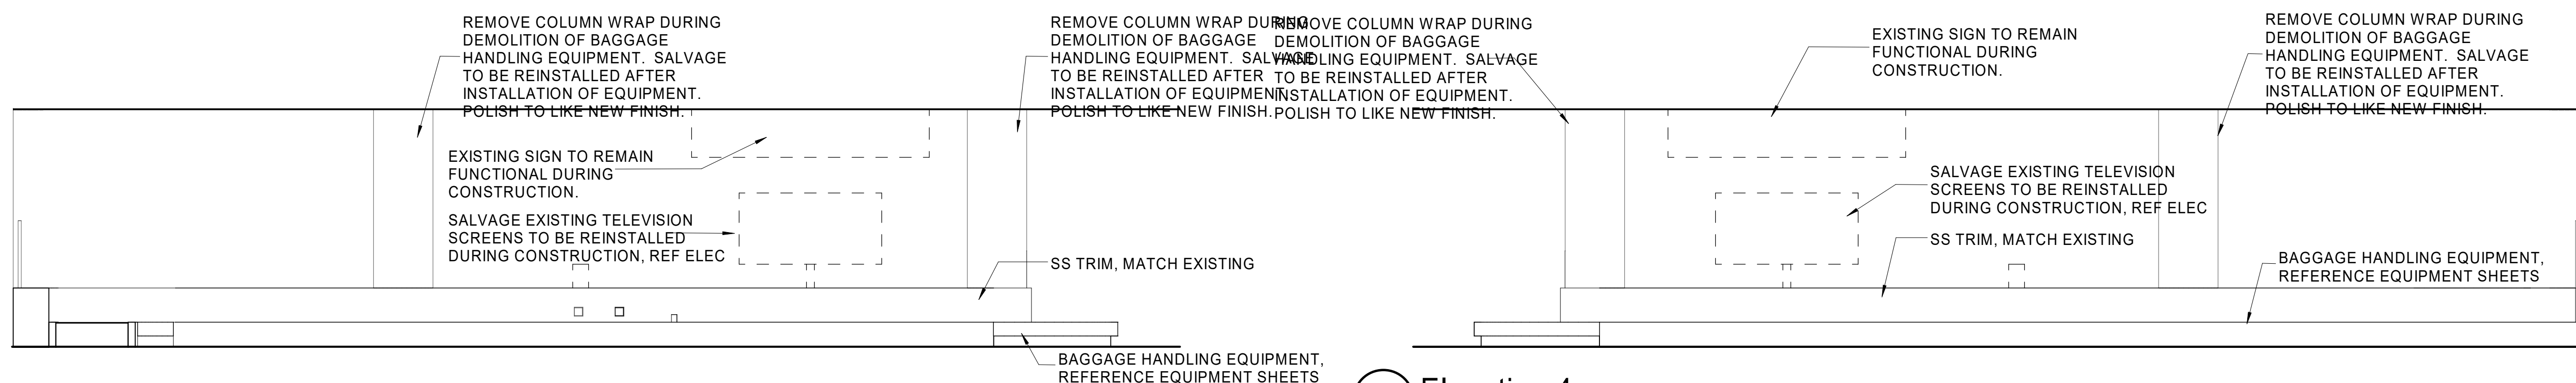 REMOVE COLUMN WRAP DURING
DEMOLITION OF BAGGAGE
HANDLING EQUIPMENT. SALVAGE
TO BE REINSTALLED AFTER
INSTALLATION OF EQUIPMENT.
POLISH TO LIKE NEW FINISH.
EXISTING SIGN TO REMAIN
FUNCTIONAL DURING
CONSTRUCTION.
SALVAGE EXISTING TELEVISION
SCREENS TO BE REINSTALLED
DURING CONSTRUCTION, REF ELEC
REMOVE COLUMN WRAP DURING
DEMOLITION OF BAGGAGE
HANDLING EQUIPMENT. SALVAGE
TO BE REINSTALLED AFTER
INSTALLATION OF EQUIPMENT.
POLISH TO LIKE NEW FINISH.
SS TRIM, MATCH EXISTING
BAGGAGE HANDLING EQUIPMENT,
REFERENCE EQUIPMENT SHEETS
REMOVE COLUMN WRAP DURING
DEMOLITION OF BAGGAGE
HANDLING EQUIPMENT. SALVAGE
TO BE REINSTALLED AFTER
INSTALLATION OF EQUIPMENT.
POLISH TO LIKE NEW FINISH.
EXISTING SIGN TO REMAIN
FUNCTIONAL DURING
CONSTRUCTION.
SALVAGE EXISTING TELEVISION
SCREENS TO BE REINSTALLED
DURING CONSTRUCTION, REF ELEC
SS TRIM, MATCH EXISTING
REMOVE COLUMN WRAP DURING
DEMOLITION OF BAGGAGE
HANDLING EQUIPMENT. SALVAGE
TO BE REINSTALLED AFTER
INSTALLATION OF EQUIPMENT.
POLISH TO LIKE NEW FINISH.
BAGGAGE HANDLING EQUIPMENT,
REFERENCE EQUIPMENT SHEETS